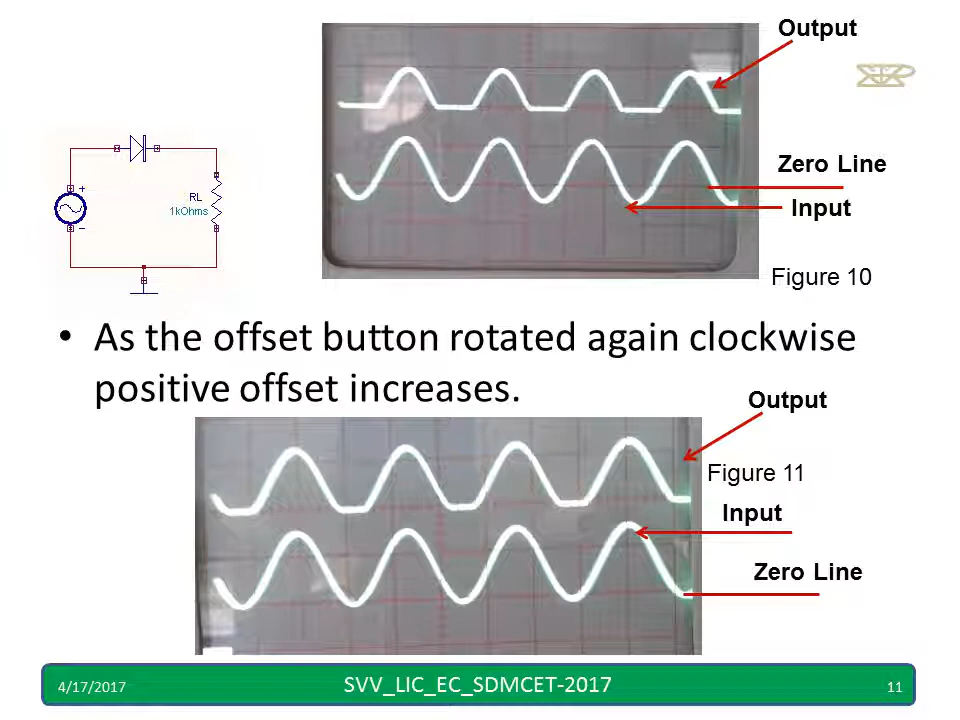 Output
Zero Line
Input
Figure 10
+
RL
1kOhms
−
• As the offset button rotated again clockwise
positive offset increases.
Output
Figure 11
Input
Zero Line
4/17/2017
SVV_LIC_EC_SDMCET-2017
11